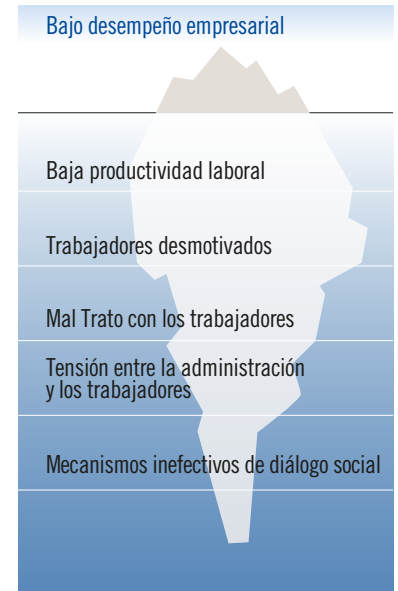 Bajo desempeño empresarial
Baja productividad laboral
Trabajadores desmotivados
Mal Trato con los trabajadores
Tensión entre la administración
y los trabajadores
Mecanismos inefectivos de diálogo social